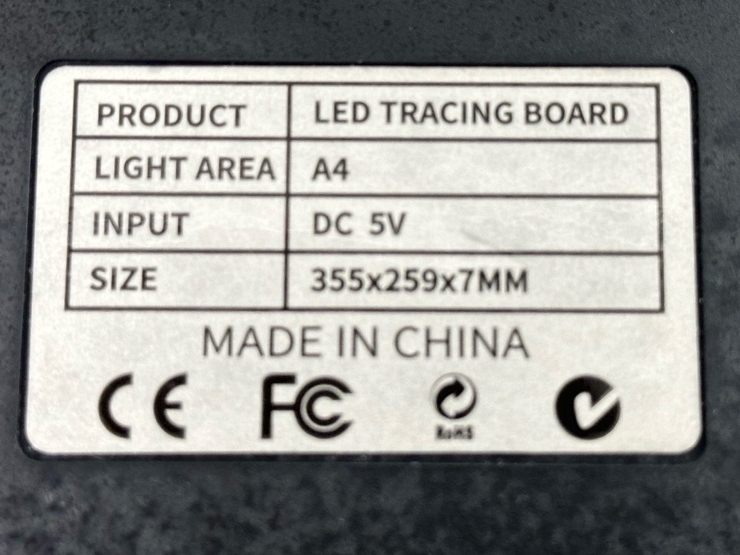 PRODUCT LED TRACING BOARD
LIGHT AREA A4
INPUT DC 5V
SIZE 355x259x7MM
MADE IN CHINA
CE FC RoHS